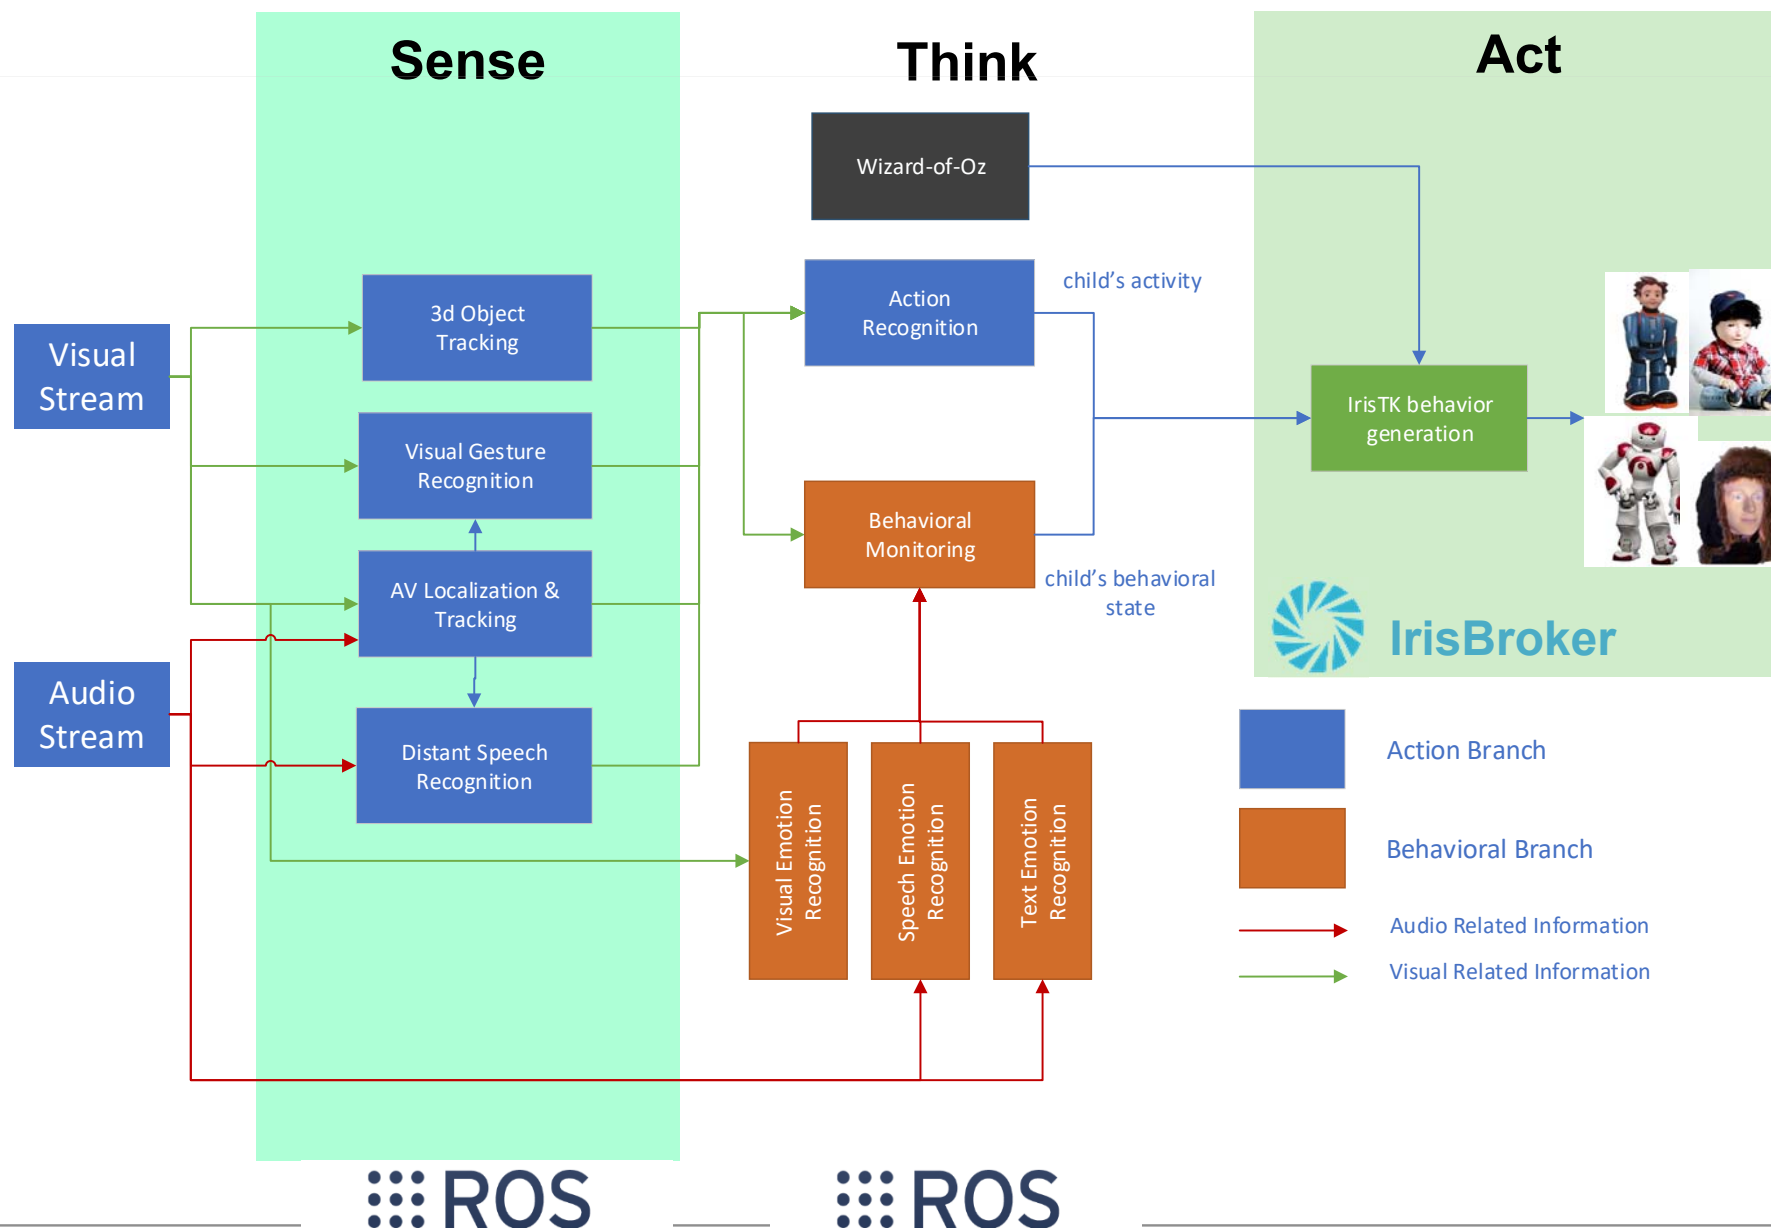 Sense
Think
Act
Wizard-of-Oz
Visual
Stream
Audio
Stream
3d Object
Tracking
Visual Gesture
Recognition
AV Localization &
Tracking
Distant Speech
Recognition
Action
Recognition
child's activity
Behavioral
Monitoring
child's behavioral
state
Visual Emotion
Recognition
Speech Emotion
Recognition
Text Emotion
Recognition
IrisTK behavior
generation
IrisBroker
Action Branch
Behavioral Branch
Audio Related Information
Visual Related Information
ROS
ROS